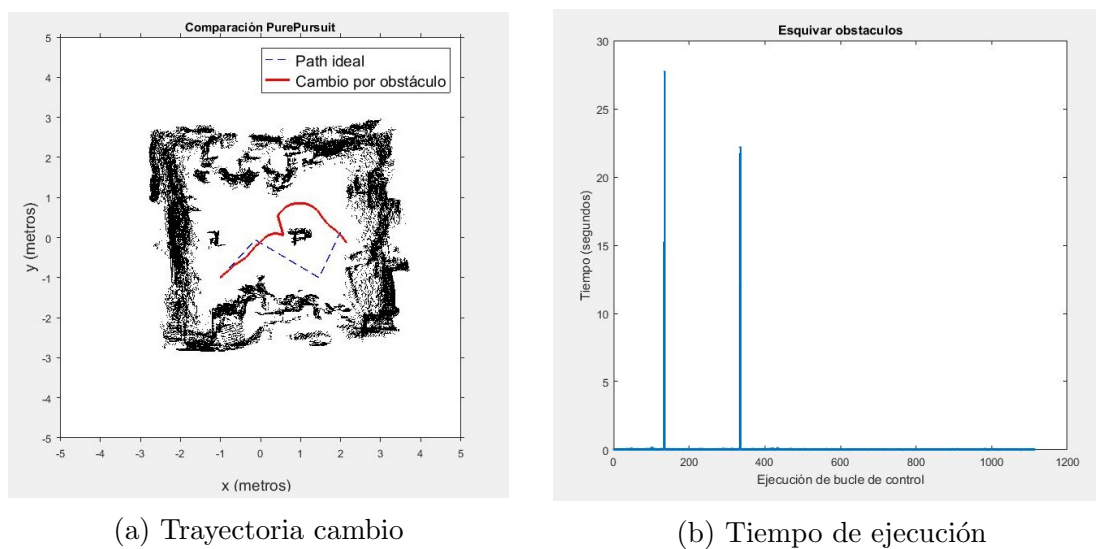 Comparación PurePursuit
5
4
3
2
1
0
-1
-2
-3
-4
-5
y (metros)
Path ideal
Cambio por obstáculo
-5 -4 -3 -2 -1 0 1 2 3 4 5
x (metros)
(a) Trayectoria cambio
Esquivar obstaculos
30
25
20
15
10
5
0
Tiempo (segundos)
0 200 400 600 800 1000 1200
Ejecución de bucle de control
(b) Tiempo de ejecución